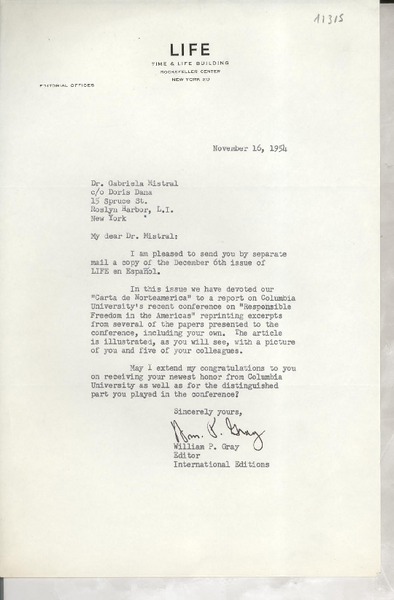 11315
LIFE
TIME & LIFE BUILDING
ROCKEFELLER CENTER
NEW YORK 20
EDITORIAL OFFICES
November 16, 1954
Dr. Gabriela Mistral
c/o Doris Dana
15 Spruce St.
Roslyn Harbor, L.I.
New York
My dear Dr. Mistral:
I am pleased to send you by separate
mail a copy of the December 6th issue of
LIFE en Español.
In this issue we have devoted our
"Carta de Norteamerica" to a report on Columbia
University's recent conference on "Responsible
Freedom in the Americas" reprinting excerpts
from several of the papers presented to the
conference, including your own. The article
is illustrated, as you will see, with a picture
of you and five of your colleagues.
May I extend my congratulations to you
on receiving your newest honor from Columbia
University as well as for the distinguished
part you played in the conference?
Sincerely yours,
Wm. P. Gray
William P. Gray
Editor
International Editions